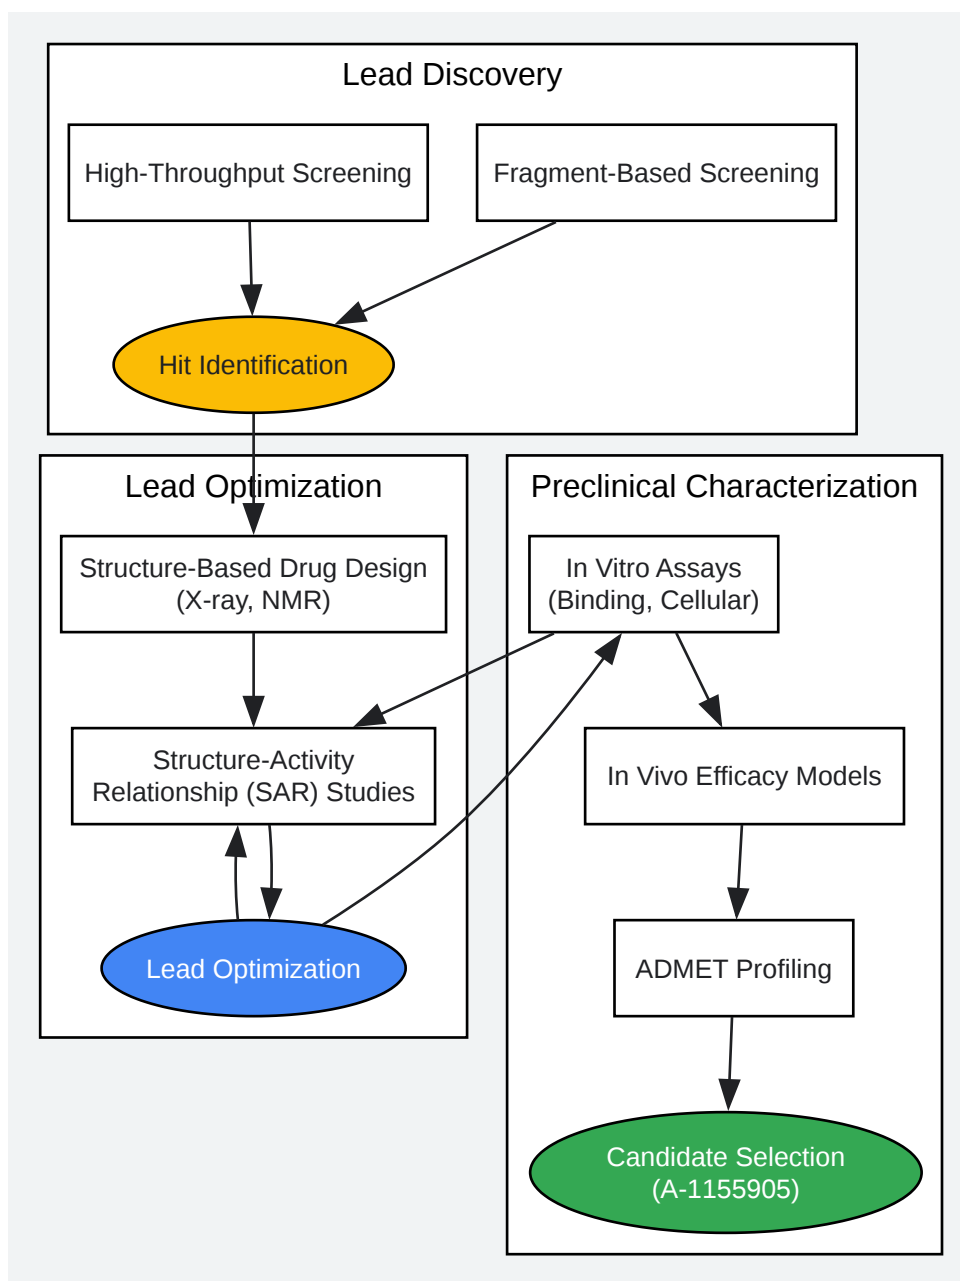 Lead Discovery
High-Throughput Screening
Fragment-Based Screening
Hit Identification
Lead Optimization
Structure-Based Drug Design
(X-ray, NMR)
Structure-Activity
Relationship (SAR) Studies
Lead Optimization
Preclinical Characterization
In Vitro Assays
(Binding, Cellular)
In Vivo Efficacy Models
ADMET Profiling
Candidate Selection
(A-1155905)